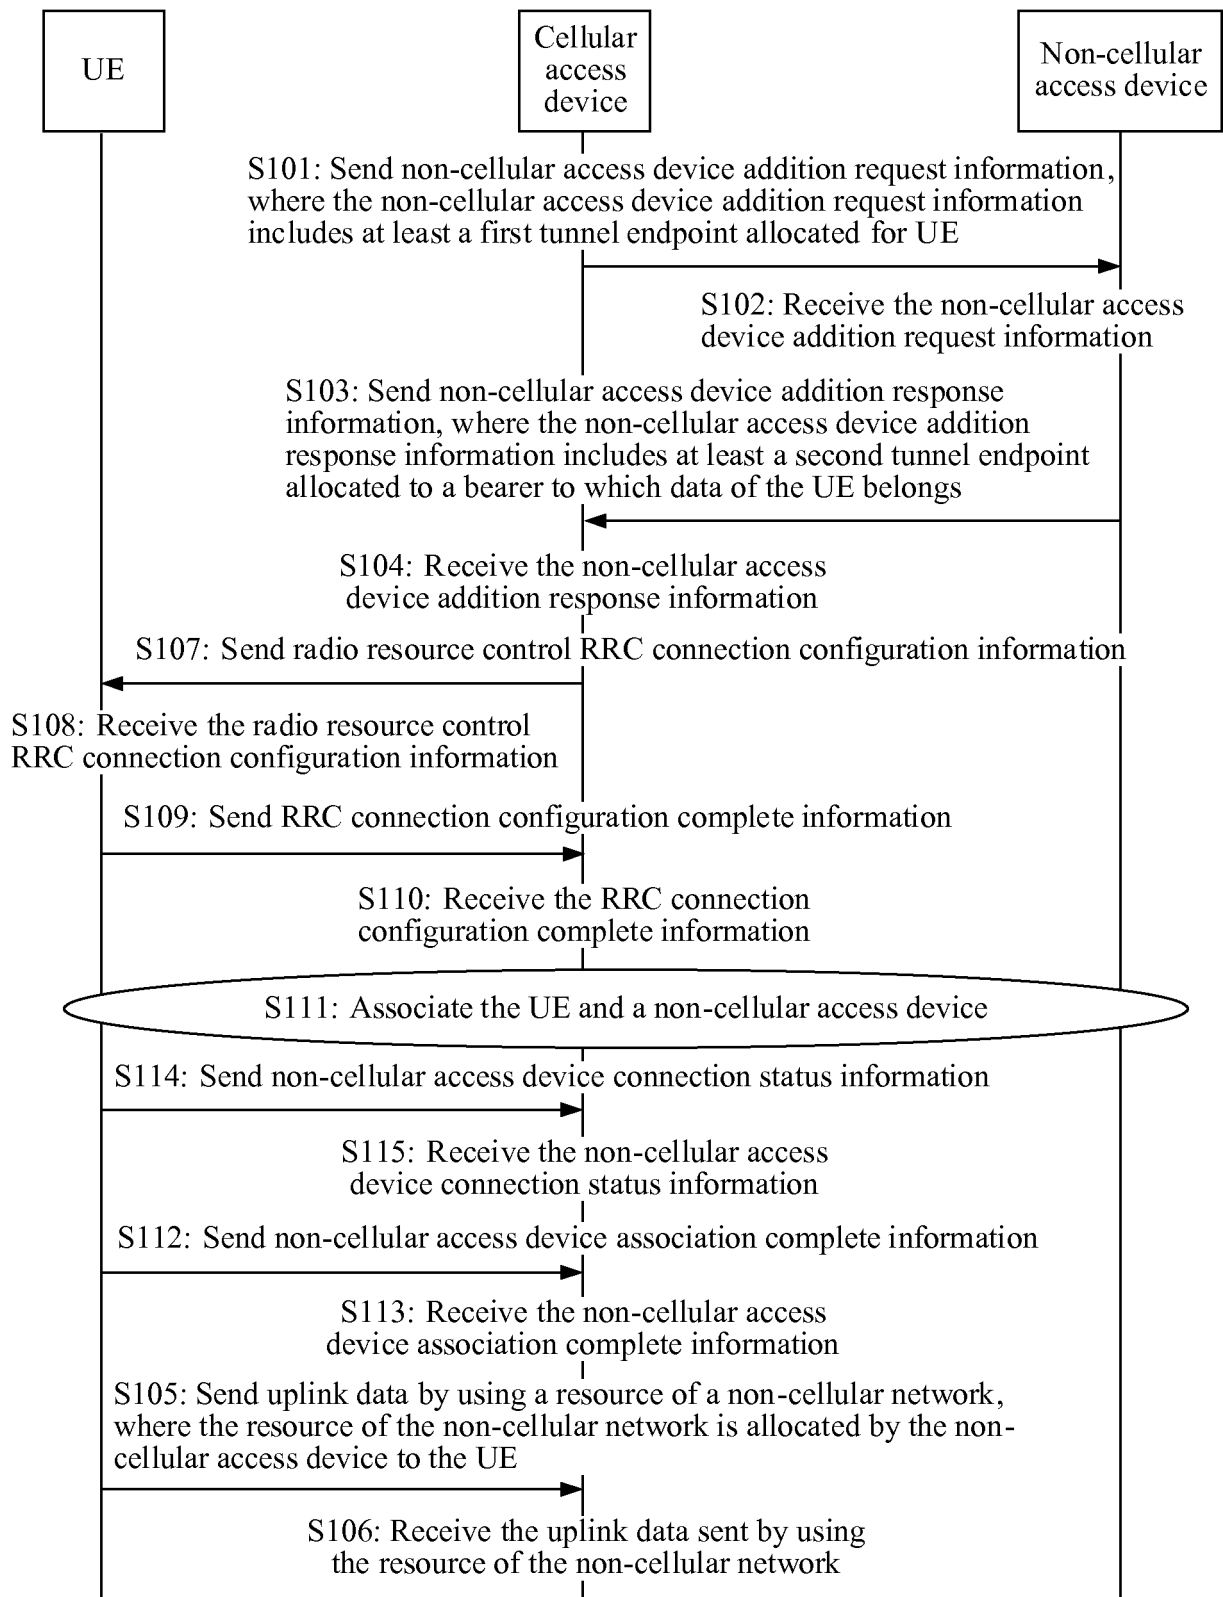 UE
Cellular
access
device
Non-cellular
access device
S101: Send non-cellular access device addition request information,
where the non-cellular access device addition request information
includes at least a first tunnel endpoint allocated for UE
S102: Receive the non-cellular access
device addition request information
S103: Send non-cellular access device addition response
information, where the non-cellular access device addition
response information includes at least a second tunnel endpoint
allocated to a bearer to which data of the UE belongs
S104: Receive the non-cellular access
device addition response information
S107: Send radio resource control RRC connection configuration information
S108: Receive the radio resource control
RRC connection configuration information
S109: Send RRC connection configuration complete information
S110: Receive the RRC connection
configuration complete information
S111: Associate the UE and a non-cellular access device
S114: Send non-cellular access device connection status information
S115: Receive the non-cellular access
device connection status information
S112: Send non-cellular access device association complete information
S113: Receive the non-cellular access
device association complete information
S105: Send uplink data by using a resource of a non-cellular network,
where the resource of the non-cellular network is allocated by the non-
cellular access device to the UE
S106: Receive the uplink data sent by using
the resource of the non-cellular network